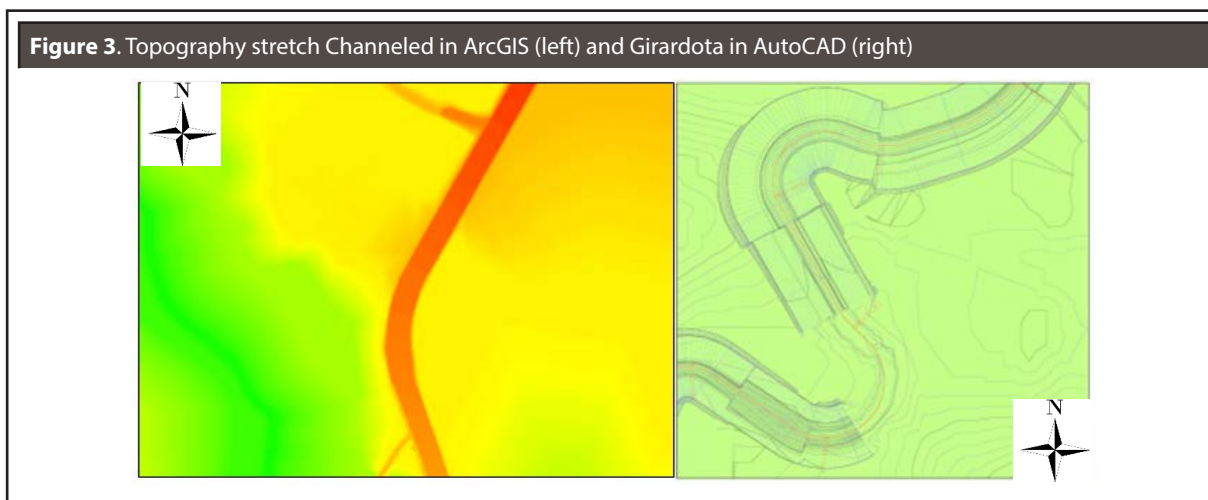 Figure 3. Topography stretch Channeled in ArcGIS (left) and Girardota in AutoCAD (right)
N
N